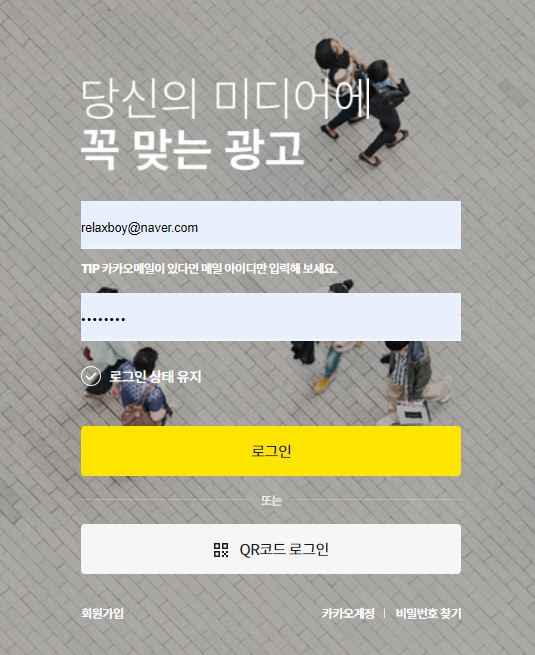 당신의 미디어에
꼭 맞는 광고
relaxboy@naver.com
TIP 카카오메일이 있다면 메일 아이디만 입력해 보세요.
••••••••
로그인 상태 유지
로그인
또는
QR코드 로그인
회원가입
카카오계정 | 비밀번호 찾기